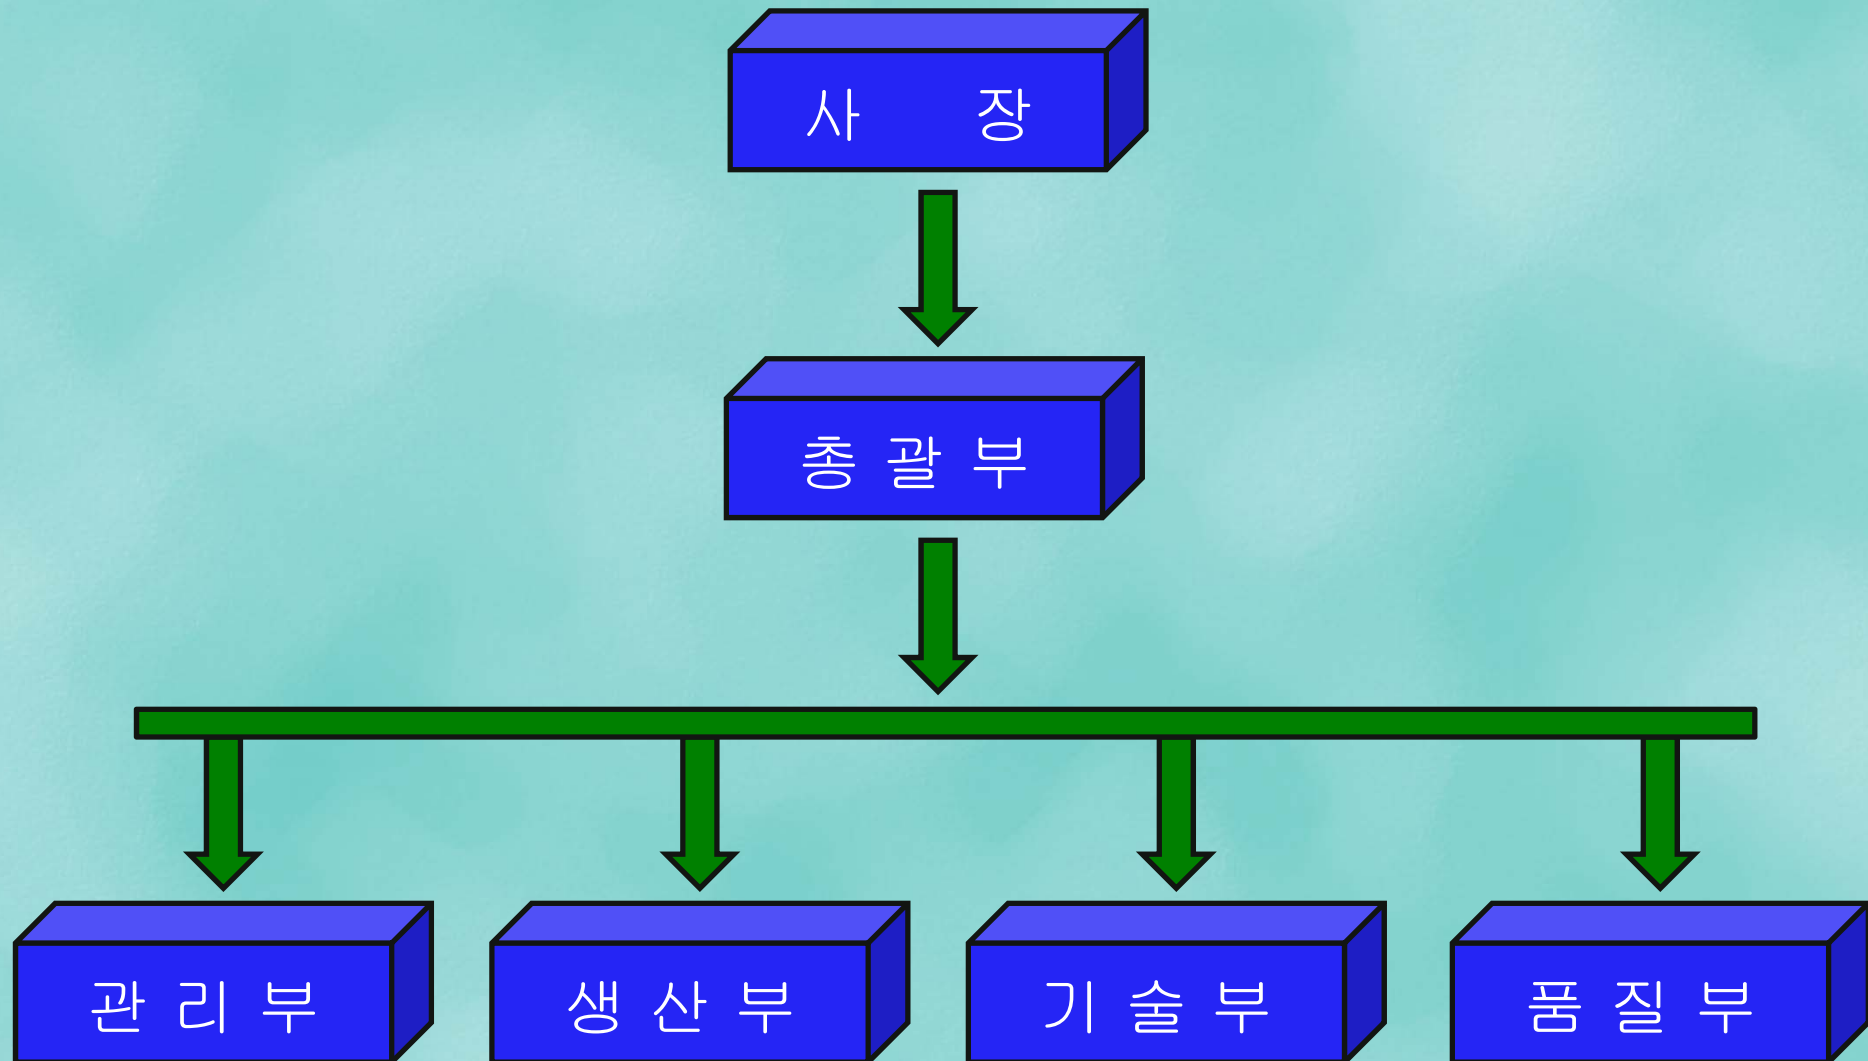 사 장
총 괄 부
관 리 부
생 산 부
기 술 부
품 질 부